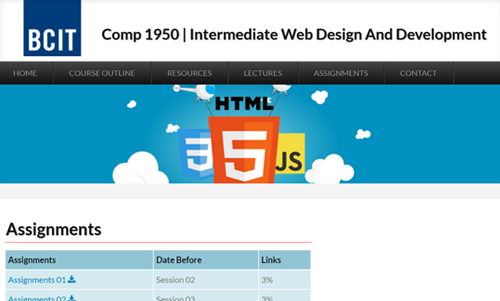 BCIT
Comp 1950 | Intermediate Web Design And Development
HOME COURSE OUTLINE RESOURCES LECTURES ASSIGNMENTS CONTACT
HTML
3 5 JS
Assignments
Assignments Date Before Links
Assignments 01 Session 02 3%
Assignments 02 Session 03 3%